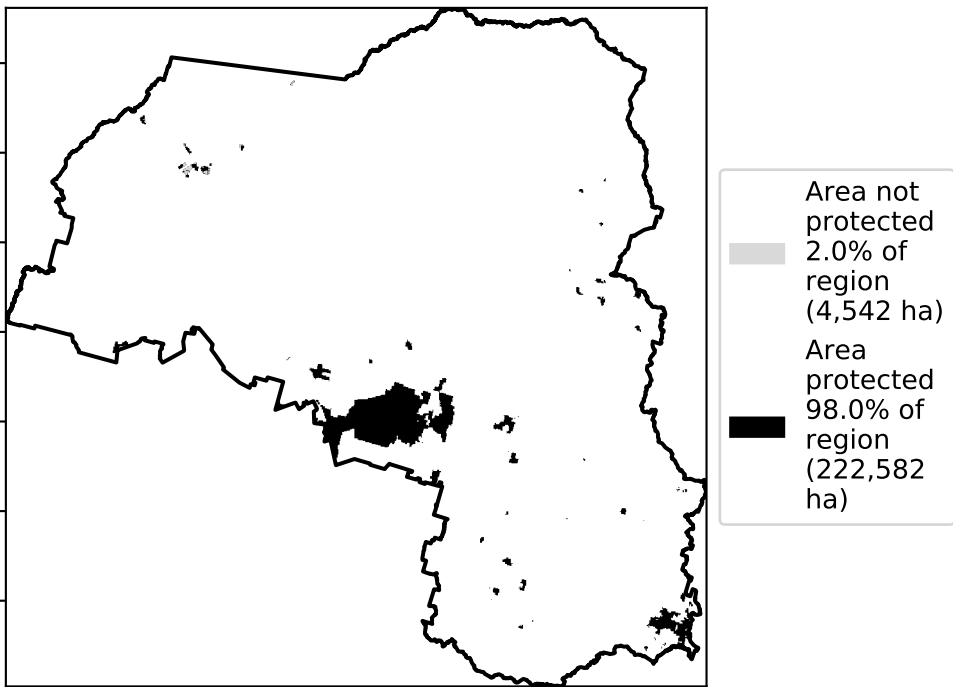 Area not
protected
2.0% of
region
(4,542 ha)
Area
protected
98.0% of
region
(222,582
ha)